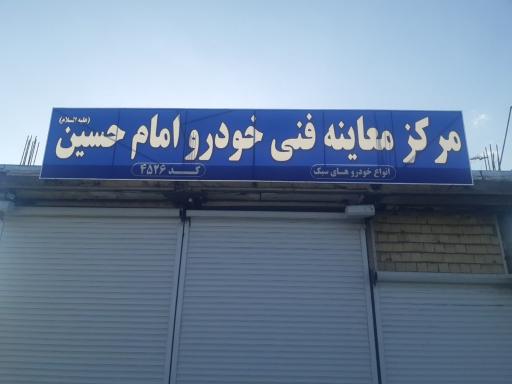 مرکز معاینه فنی خودرو امام حسین (علیه السلام)
انواع خودرو های سبک
کد ۴۵۲۶